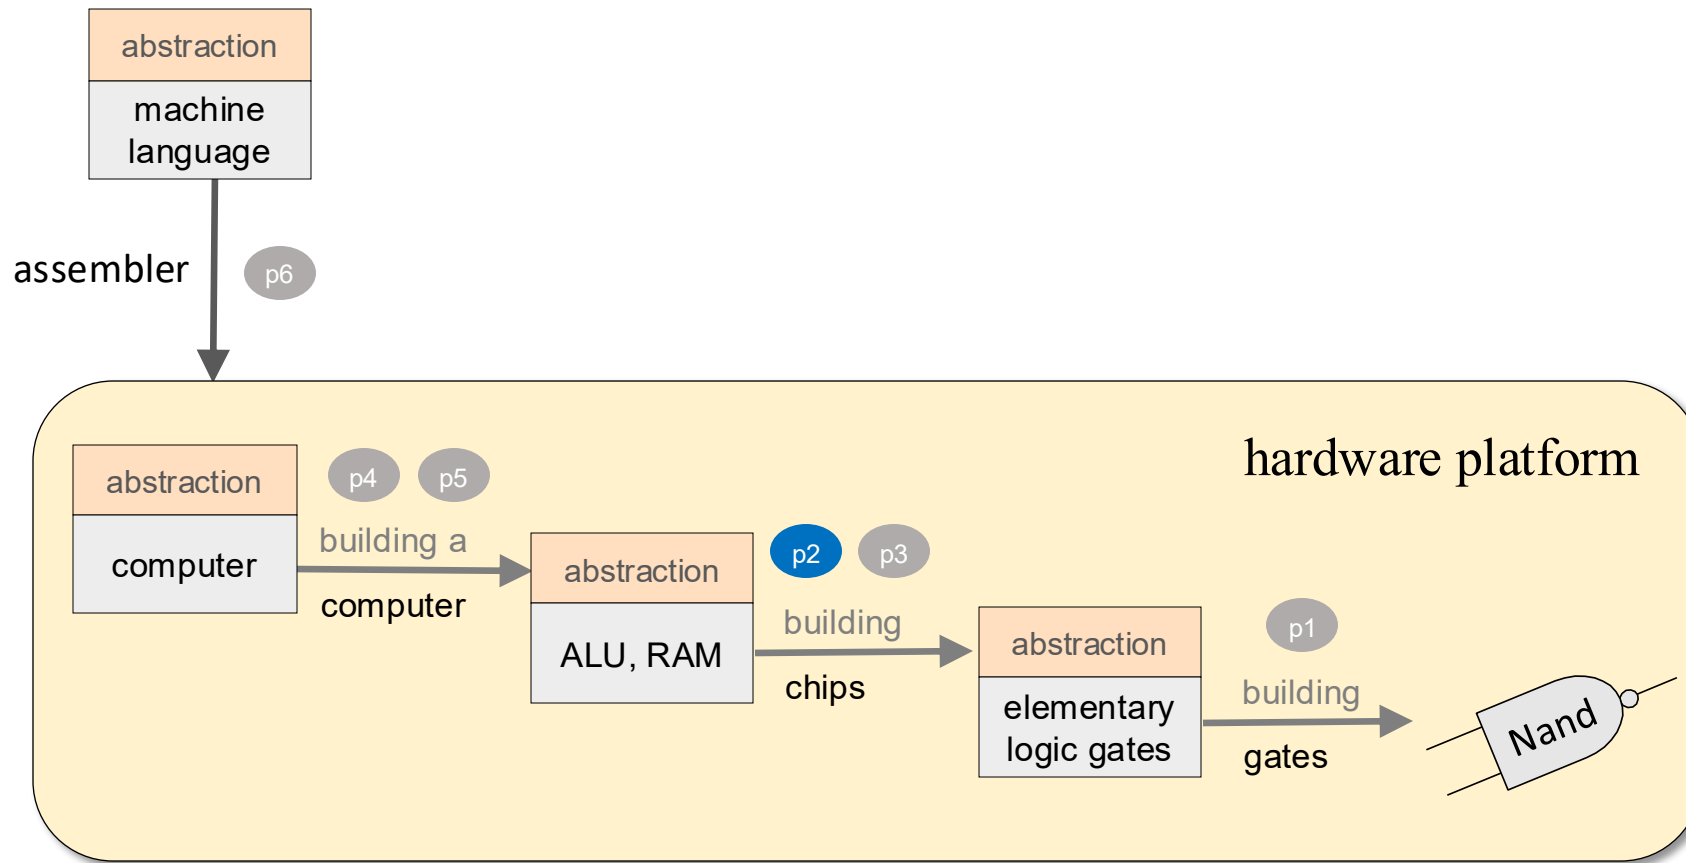 abstraction
machine
language
assembler
p6
hardware platform
abstraction
computer
p4
p5
building a
computer
abstraction
ALU, RAM
p2
p3
building
chips
abstraction
elementary
logic gates
p1
building
gates
Nand